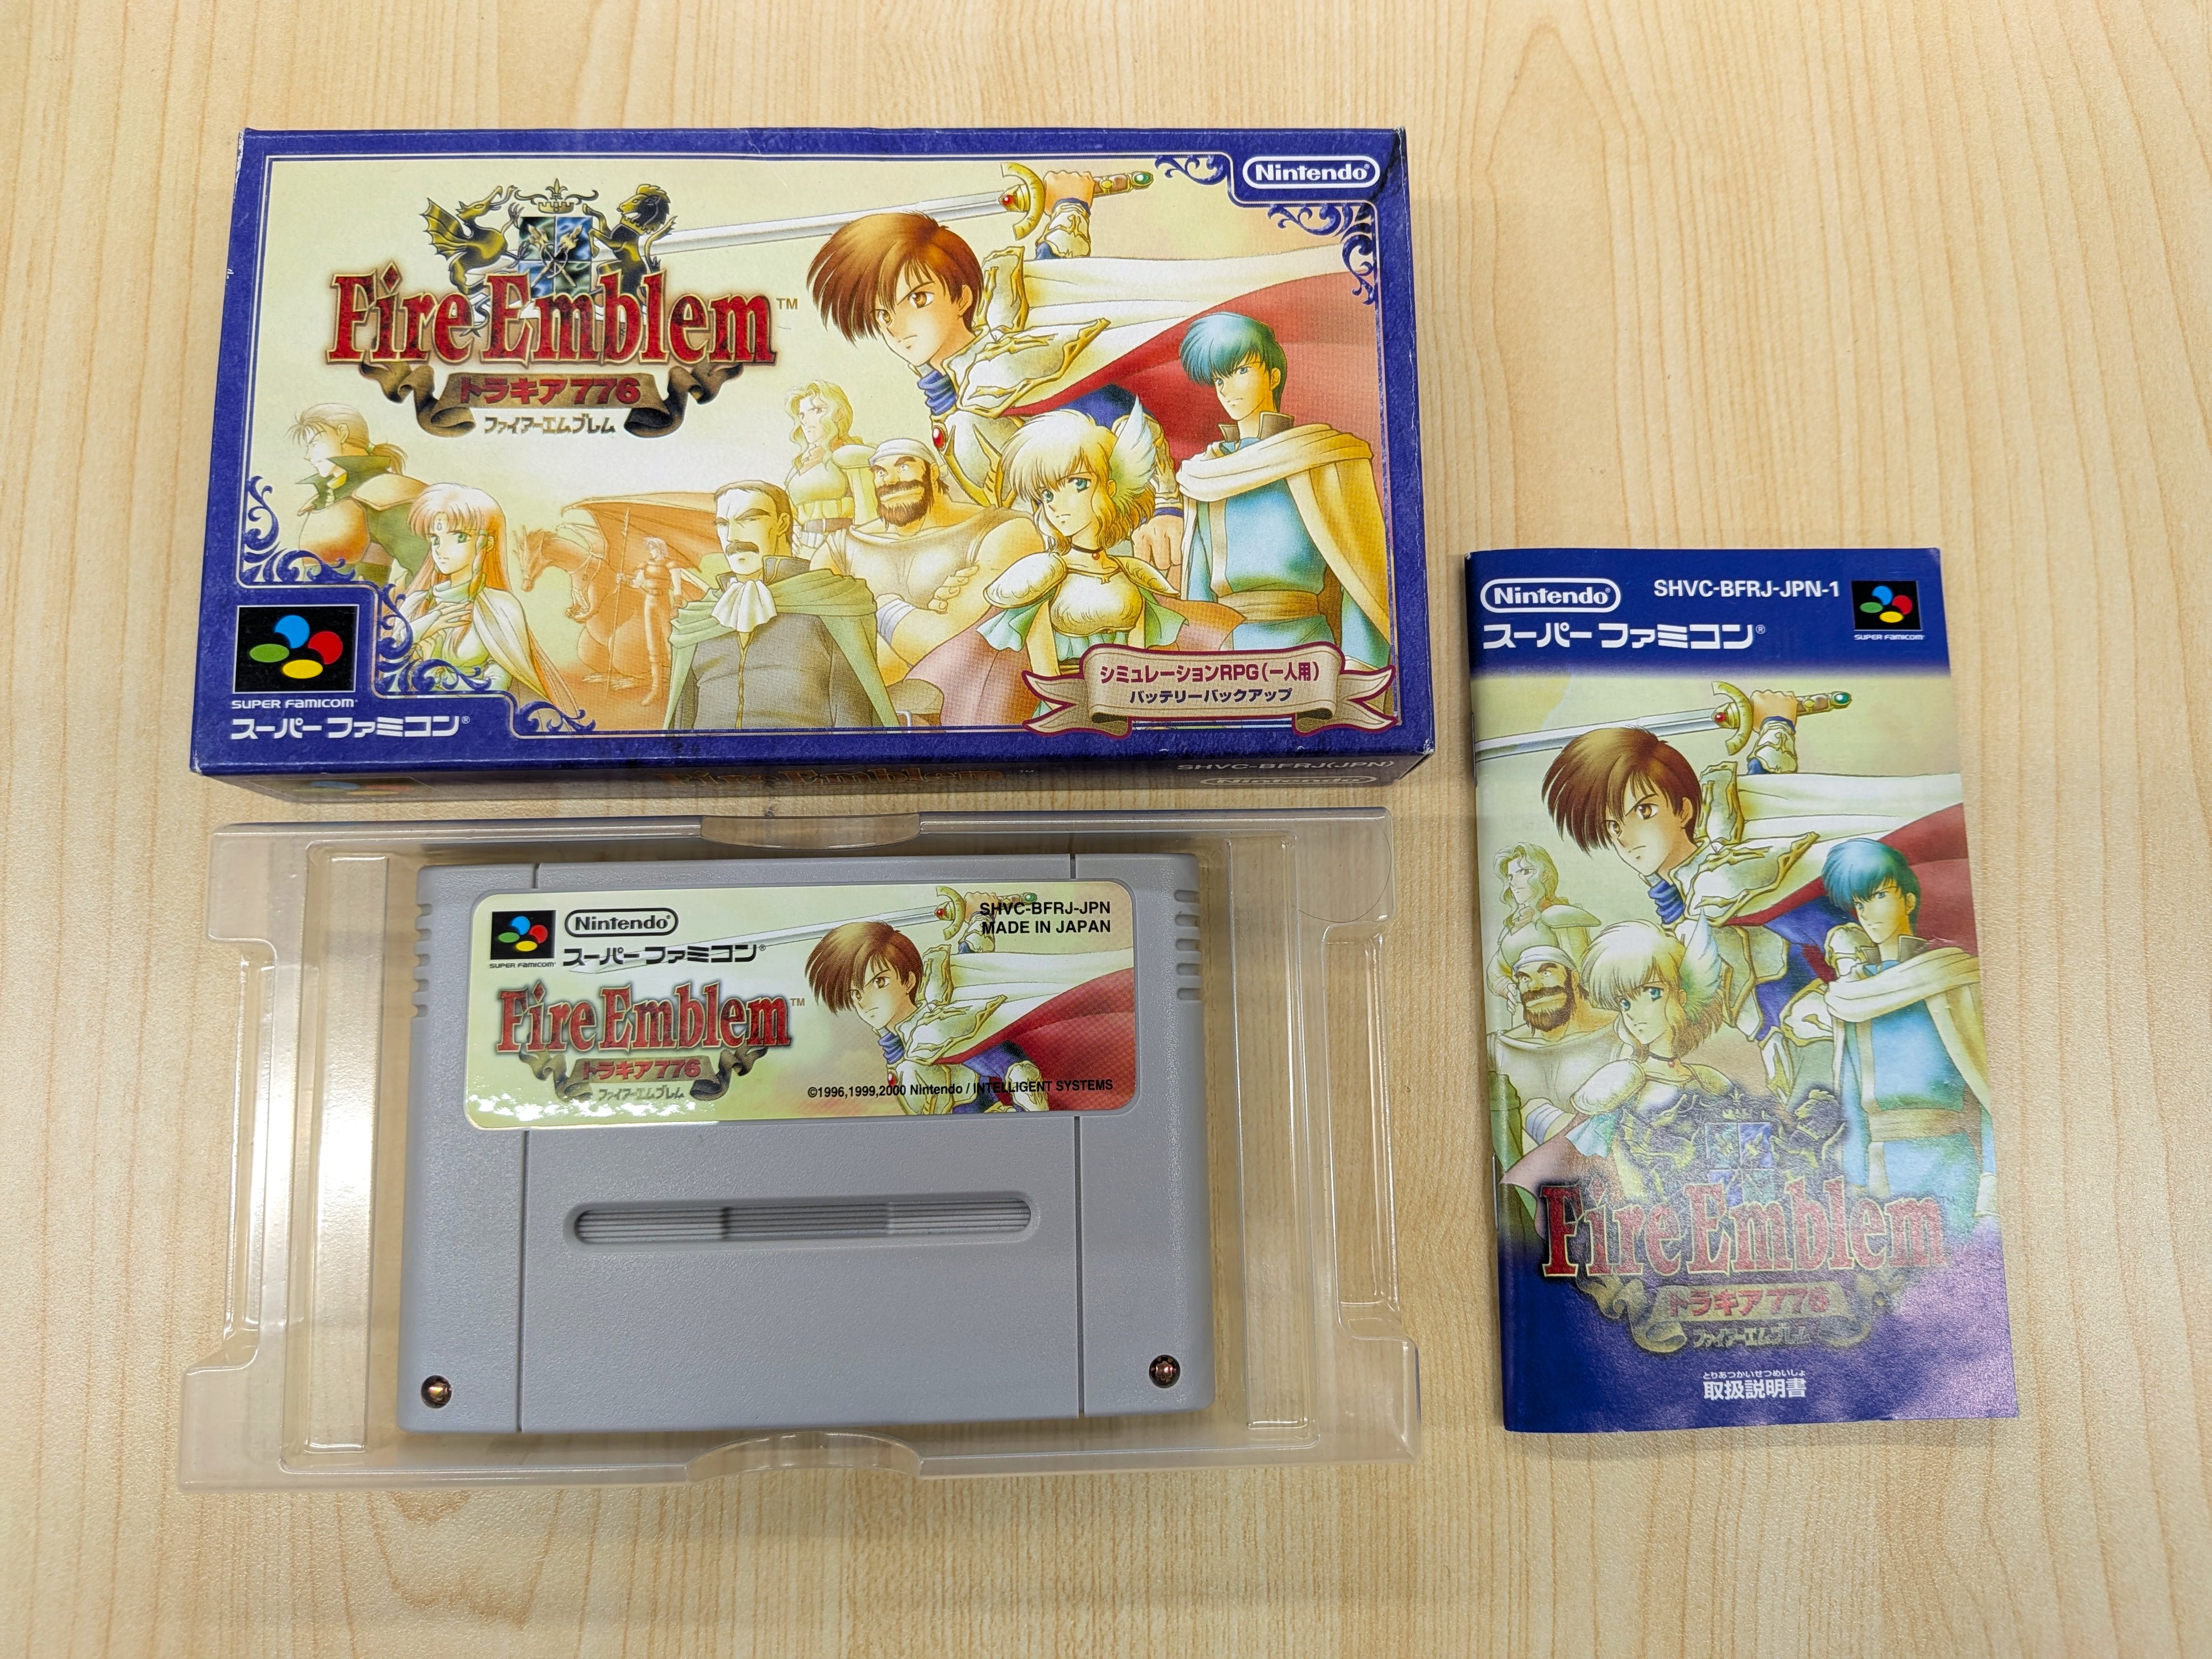 Nintendo®
Fire Emblem™
トラキア776
ファイアーエムブレム
シミュレーションRPG(一人用)
バッテリーバックアップ
SUPER FAMICOM
スーパーファミコン®
Fire Emblem™
SHVC-BFRJ(JPN)
Nintendo
Nintendo®
SHVC-BFRJ-JPN
MADE IN JAPAN
SUPER FAMICOM
スーパーファミコン®
Fire Emblem™
トラキア776
ファイアーエムブレム
©1996,1999,2000 Nintendo / INTELLIGENT SYSTEMS
Nintendo®
SHVC-BFRJ-JPN-1
スーパーファミコン®
SUPER FAMICOM
Fire Emblem
トラキア776
ファイアーエムブレム
とりあつかいせつめいしょ
取扱説明書